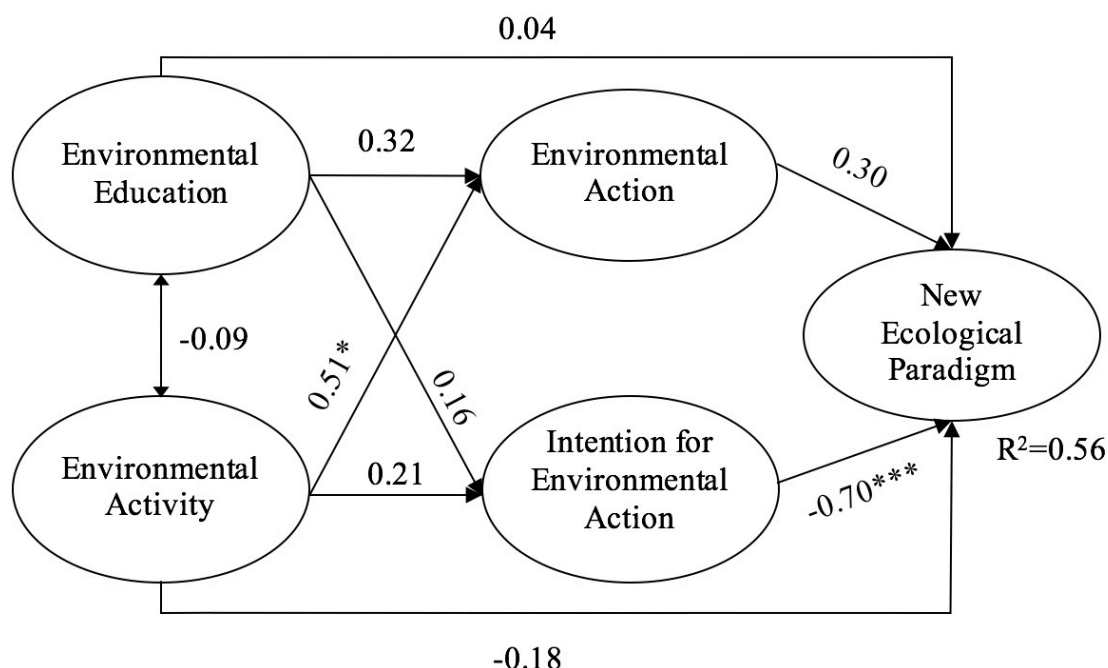 0.04
Environmental
Education
0.32
Environmental
Action
0.30
-0.09
0.51*
0.16
New
Ecological
Paradigm
R²=0.56
Environmental
Activity
0.21
Intention for
Environmental
Action
-0.70***
-0.18